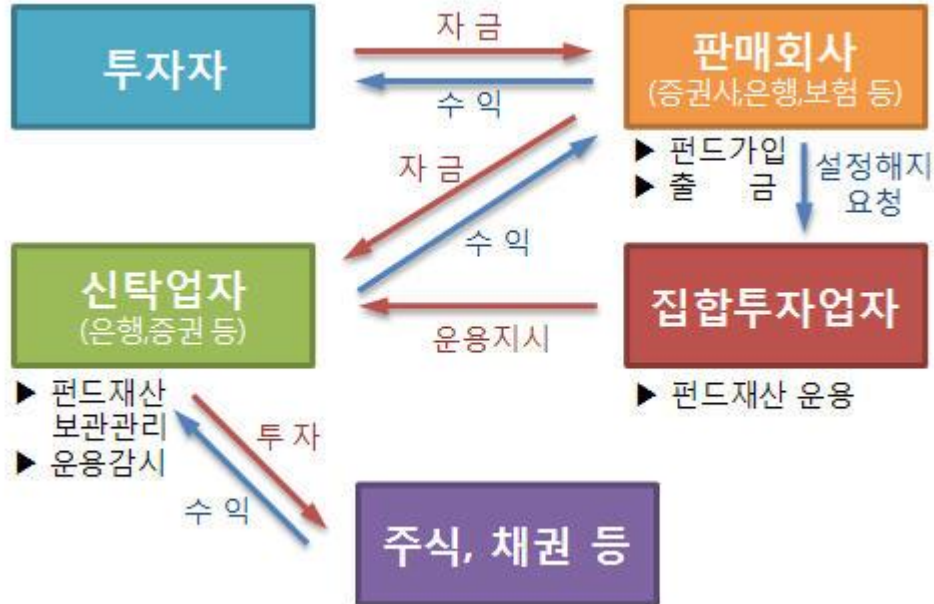 투자자
자 금
수 익
판매회사
(증권사,은행,보험 등)
▶ 펀드가입
▶ 출 금
설정해지
요청
자 금
수 익
신탁업자
(은행,증권 등)
▶ 펀드재산
보관관리
▶ 운용감시
운용지시
집합투자업자
▶ 펀드재산 운용
투 자
수 익
주식, 채권 등